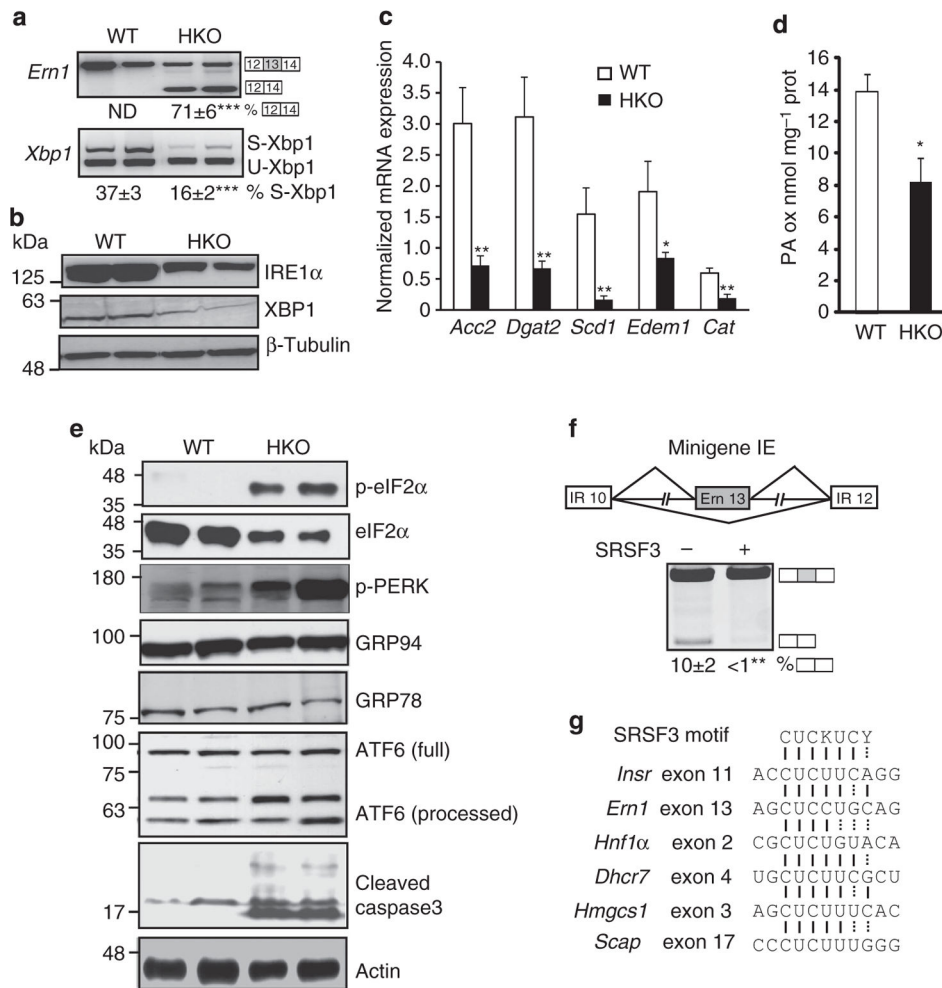 a
WT HKO
Ern1
12 13 14
12 14
ND 71±6*** % 12 14
Xbp1
S-Xbp1
U-Xbp1
37±3 16±2*** % S-Xbp1
b
kDa
WT HKO
125
IRE1α
63
XBP1
β-Tubulin
48
c
Normalized mRNA expression
4.0
3.5
3.0
2.5
2.0
1.5
1.0
0.5
0
WT
HKO
** ** ** * **
Acc2 Dgat2 Scd1 Edem1 Cat
d
PA ox nmol mg−1 prot
16
14
12
10
8
6
4
2
0
*
WT HKO
e
kDa WT HKO
48
p-eIF2α
35
48
eIF2α
35
180
p-PERK
100
GRP94
GRP78
75
100
ATF6 (full)
75
63
ATF6 (processed)
Cleaved
caspase3
17
48
Actin
f
Minigene IE
IR 10 Ern 13 IR 12
SRSF3 − +
10±2 <1** %
g
SRSF3 motif CUCKUCY
Insr exon 11 ACCUCUUCAGG
Ern1 exon 13 AGCUCCUGCAG
Hnf1α exon 2 CGCUCUGUACA
Dhcr7 exon 4 UGCUCUUCGCU
Hmgcs1 exon 3 AGCUCUUUCAC
Scap exon 17 CCCUCUUUGGG